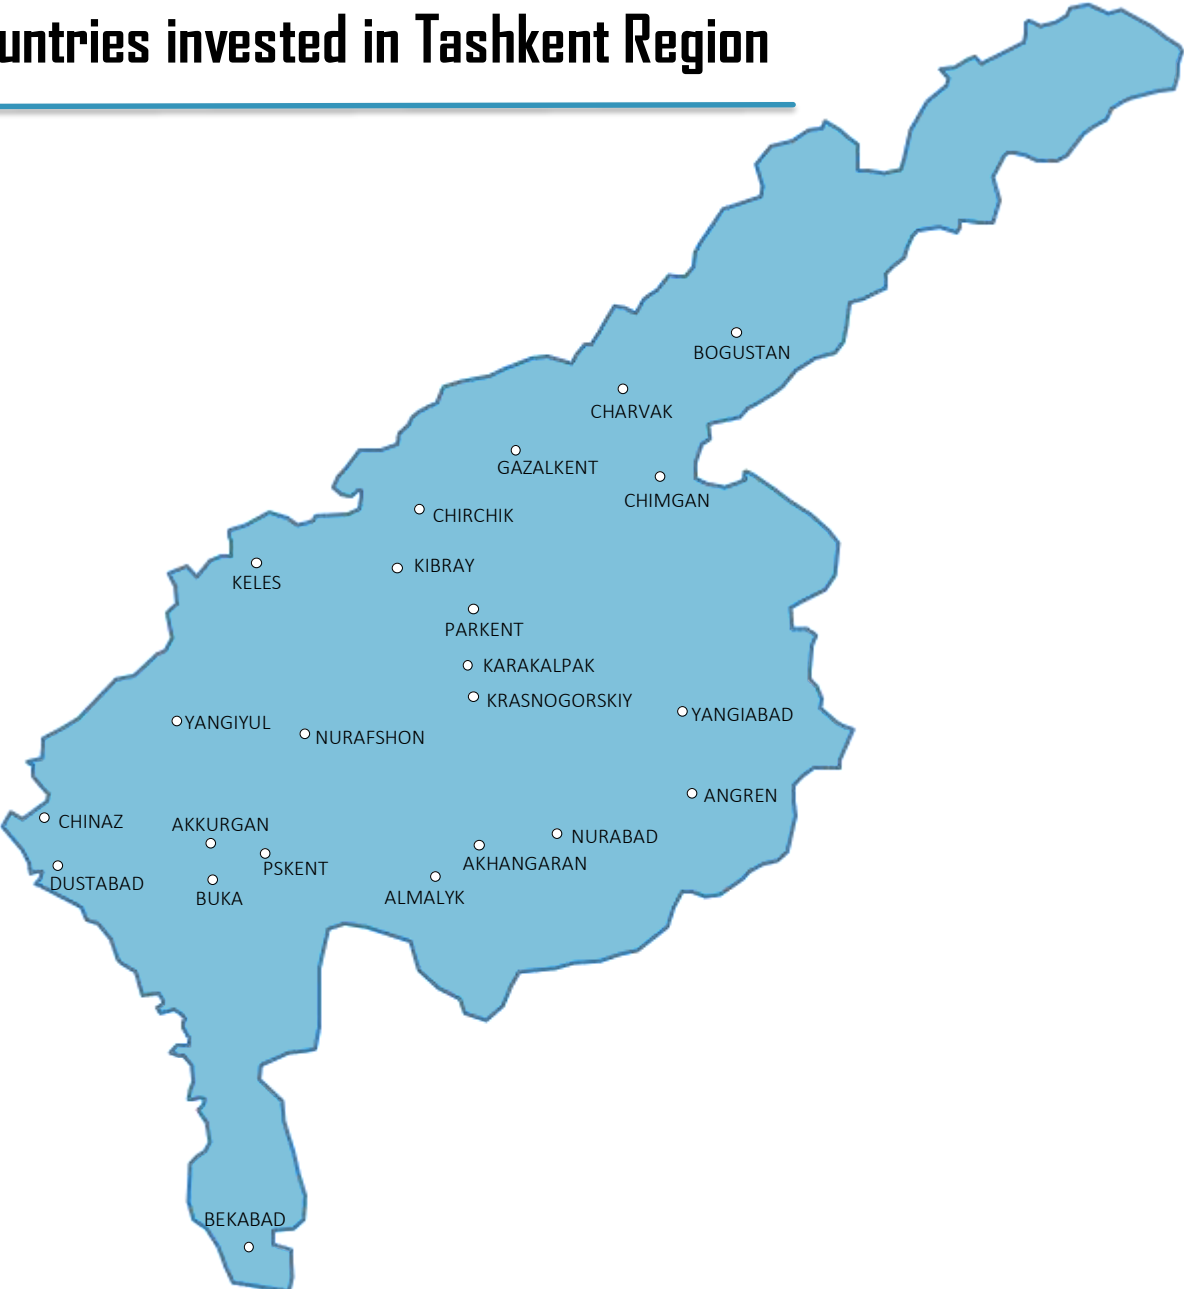 untries invested in Tashkent Region
BOGUSTAN
CHARVAK
GAZALKENT
CHIMGAN
CHIRCHIK
KIBRAY
KELES
PARKENT
KARAKALPAK
KRASNOGORSKIY
YANGIABAD
YANGIYUL
NURAFSHON
ANGREN
CHINAZ
AKKURGAN
NURABAD
AKHANGARAN
PSKENT
DUSTABAD
BUKA
ALMALYK
BEKABAD